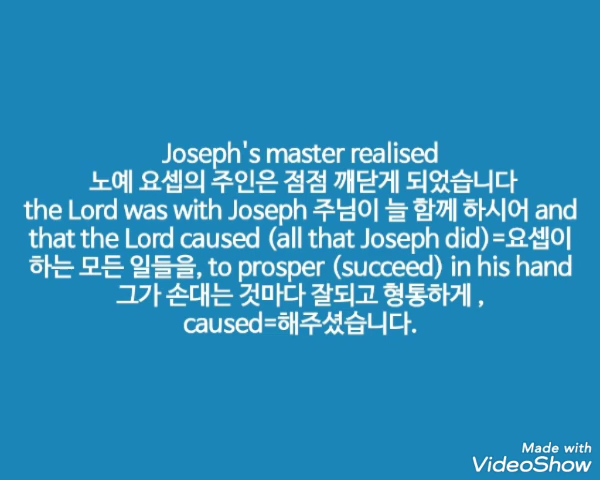 Joseph's master realised
노예 요셉의 주인은 점점 깨닫게 되었습니다
the Lord was with Joseph 주님이 늘 함께 하시어 and
that the Lord caused (all that Joseph did)=요셉이
하는 모든 일들을, to prosper (succeed) in his hand
그가 손대는 것마다 잘되고 형통하게 ,
caused=해주셨습니다.
Made with
VideoShow